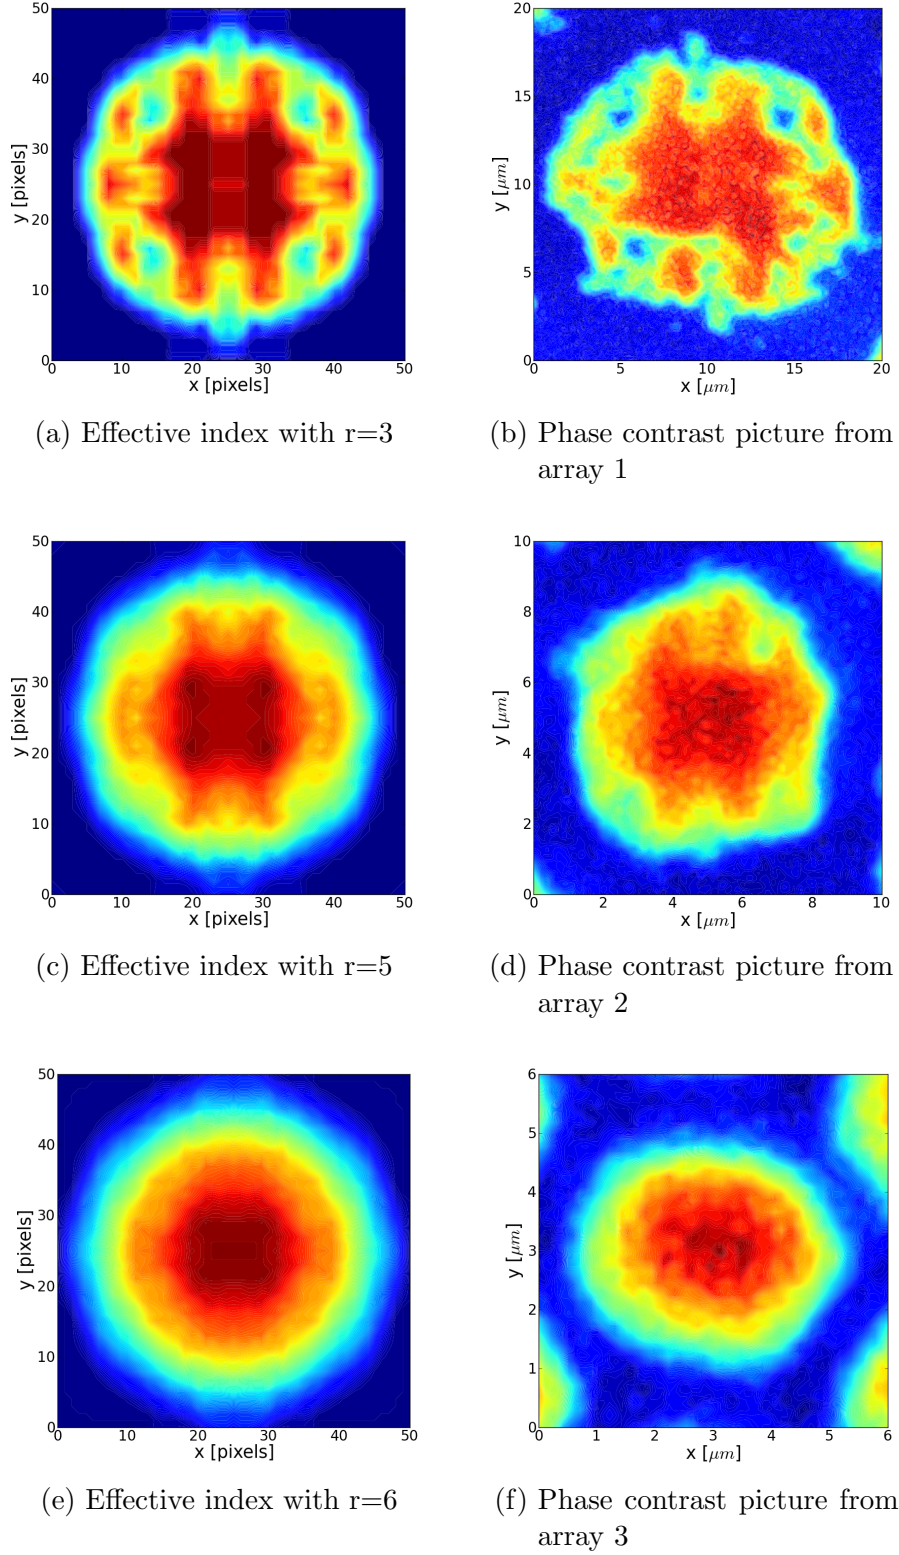 50
40
30
20
10
0
y [pixels]
0 10 20 30 40 50
x [pixels]
20
15
10
5
0
y [μm]
5 10 15 20
x [μm]
(a) Effective index with r=3
(b) Phase contrast picture from
array 1
50
40
30
20
10
0
y [pixels]
0 10 20 30 40 50
x [pixels]
10
8
6
4
2
0
y [μm]
0 2 4 6 8 10
x [μm]
(c) Effective index with r=5
(d) Phase contrast picture from
array 2
50
40
30
20
10
0
y [pixels]
0 10 20 30 40 50
x [pixels]
6
5
4
3
2
1
0
y [μm]
0 1 2 3 4 5 6
x [μm]
(e) Effective index with r=6
(f) Phase contrast picture from
array 3